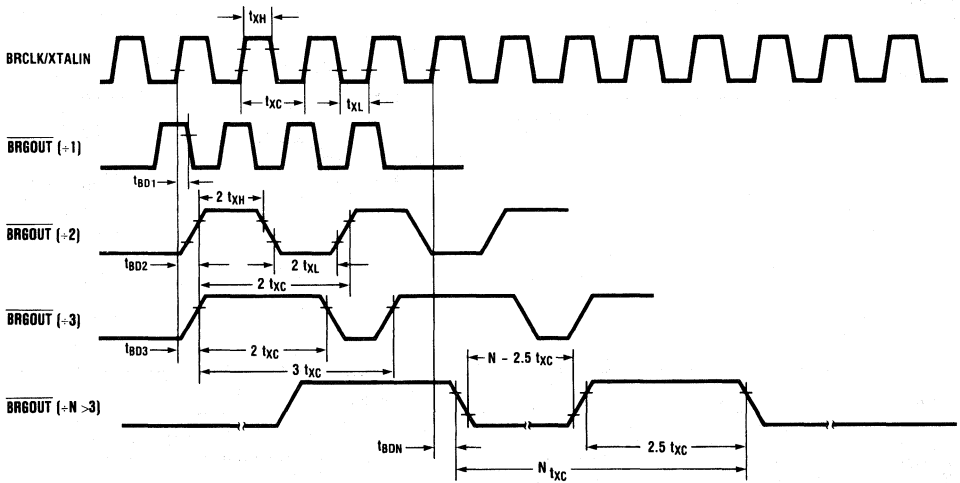 tXH
BRCLK/XTALIN
tXC
tXL
BRGOUT (÷1)
tBD1
2 tXH
BRGOUT (÷2)
tBD2
2 tXL
2 tXC
BRGOUT (÷3)
tBD3
2 tXC
N - 2.5 tXC
3 tXC
BRGOUT (÷N >3)
tBDN
2.5 tXC
N tXC